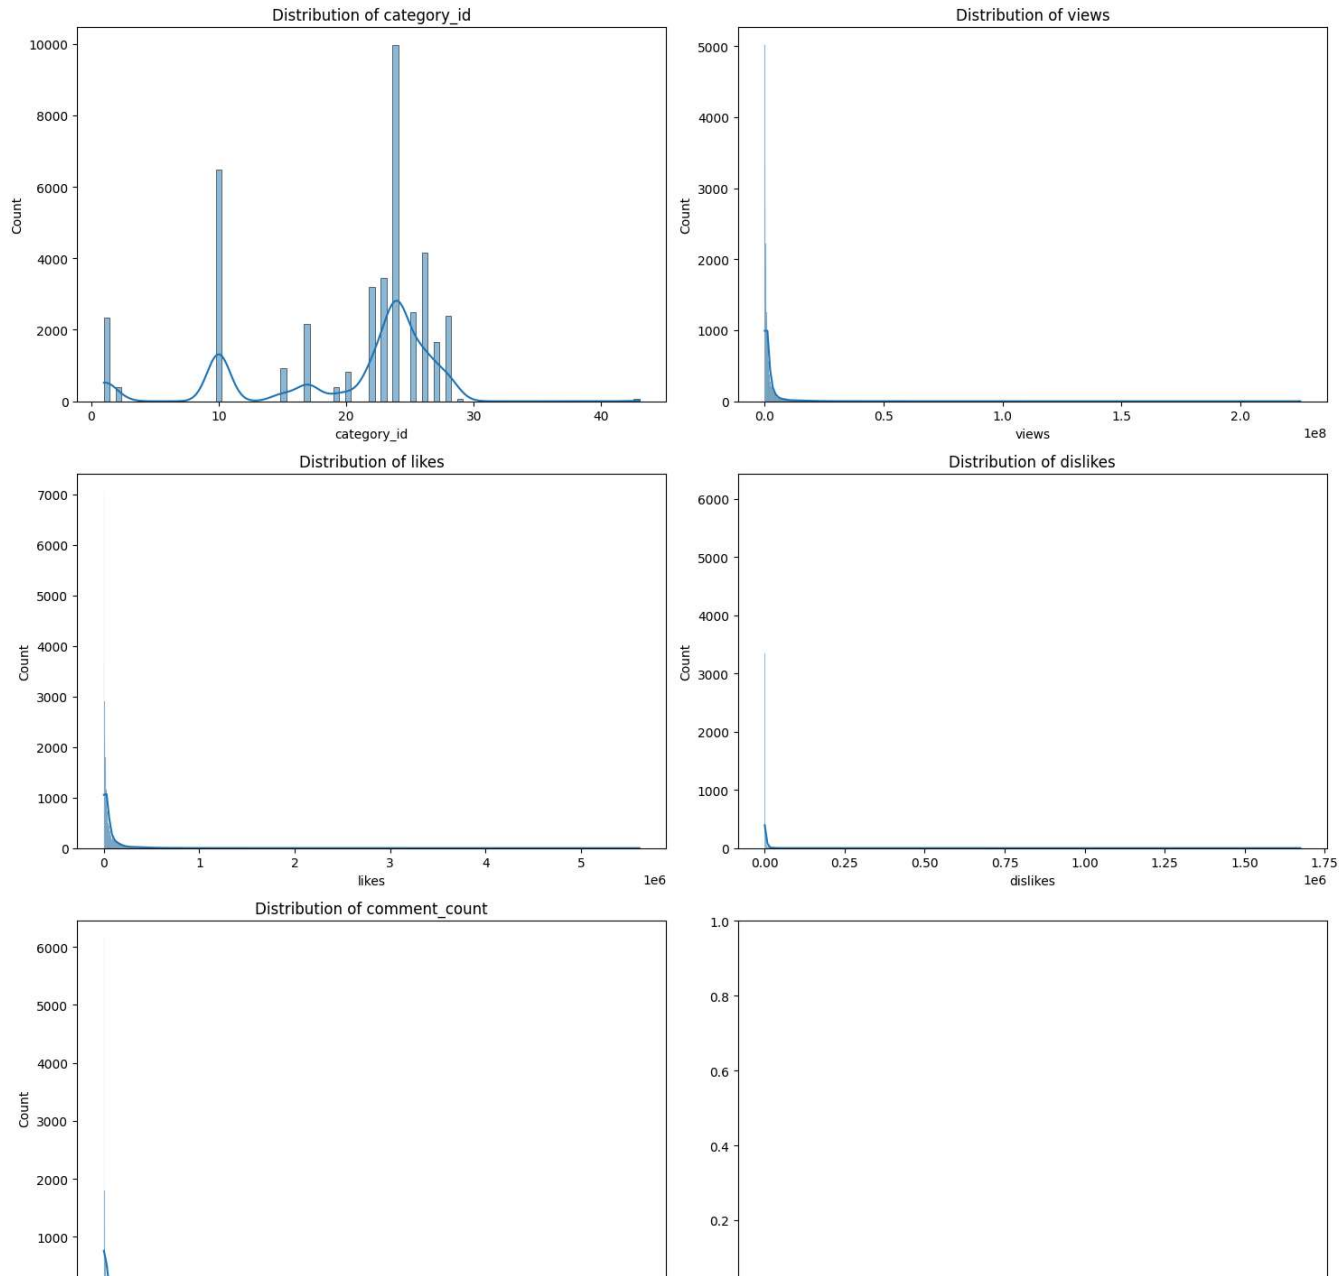 Distribution of category_id
10000
8000
6000
4000
2000
0
Count
0 10 20 30 40
category_id
Distribution of views
5000
4000
3000
2000
1000
0
Count
0.0 0.5 1.0 1.5 2.0
1e8
views
Distribution of likes
7000
6000
5000
4000
3000
2000
1000
0
Count
0 1 2 3 4 5
1e6
likes
Distribution of dislikes
6000
5000
4000
3000
2000
1000
0
Count
0.00 0.25 0.50 0.75 1.00 1.25 1.50 1.75
1e6
dislikes
Distribution of comment_count
6000
5000
4000
3000
2000
1000
Count
1.0
0.8
0.6
0.4
0.2